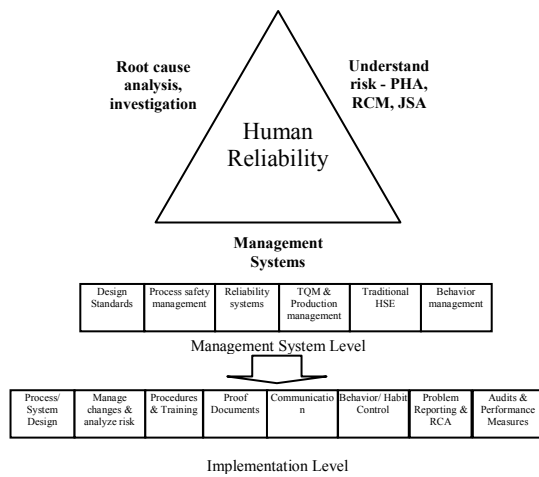 Root cause
analysis,
investigation
Understand
risk - PHA,
RCM, JSA
Human
Reliability
Management
Systems
Design
Standards
Process safety
management
Reliability
systems
TQM &
Production
management
Traditional
HSE
Behavior
management
Management System Level
Process/
System
Design
Manage
changes &
analyze risk
Procedures
& Training
Proof
Documents
Communicatio
n
Behavior/ Habit
Control
Problem
Reporting &
RCA
Audits &
Performance
Measures
Implementation Level